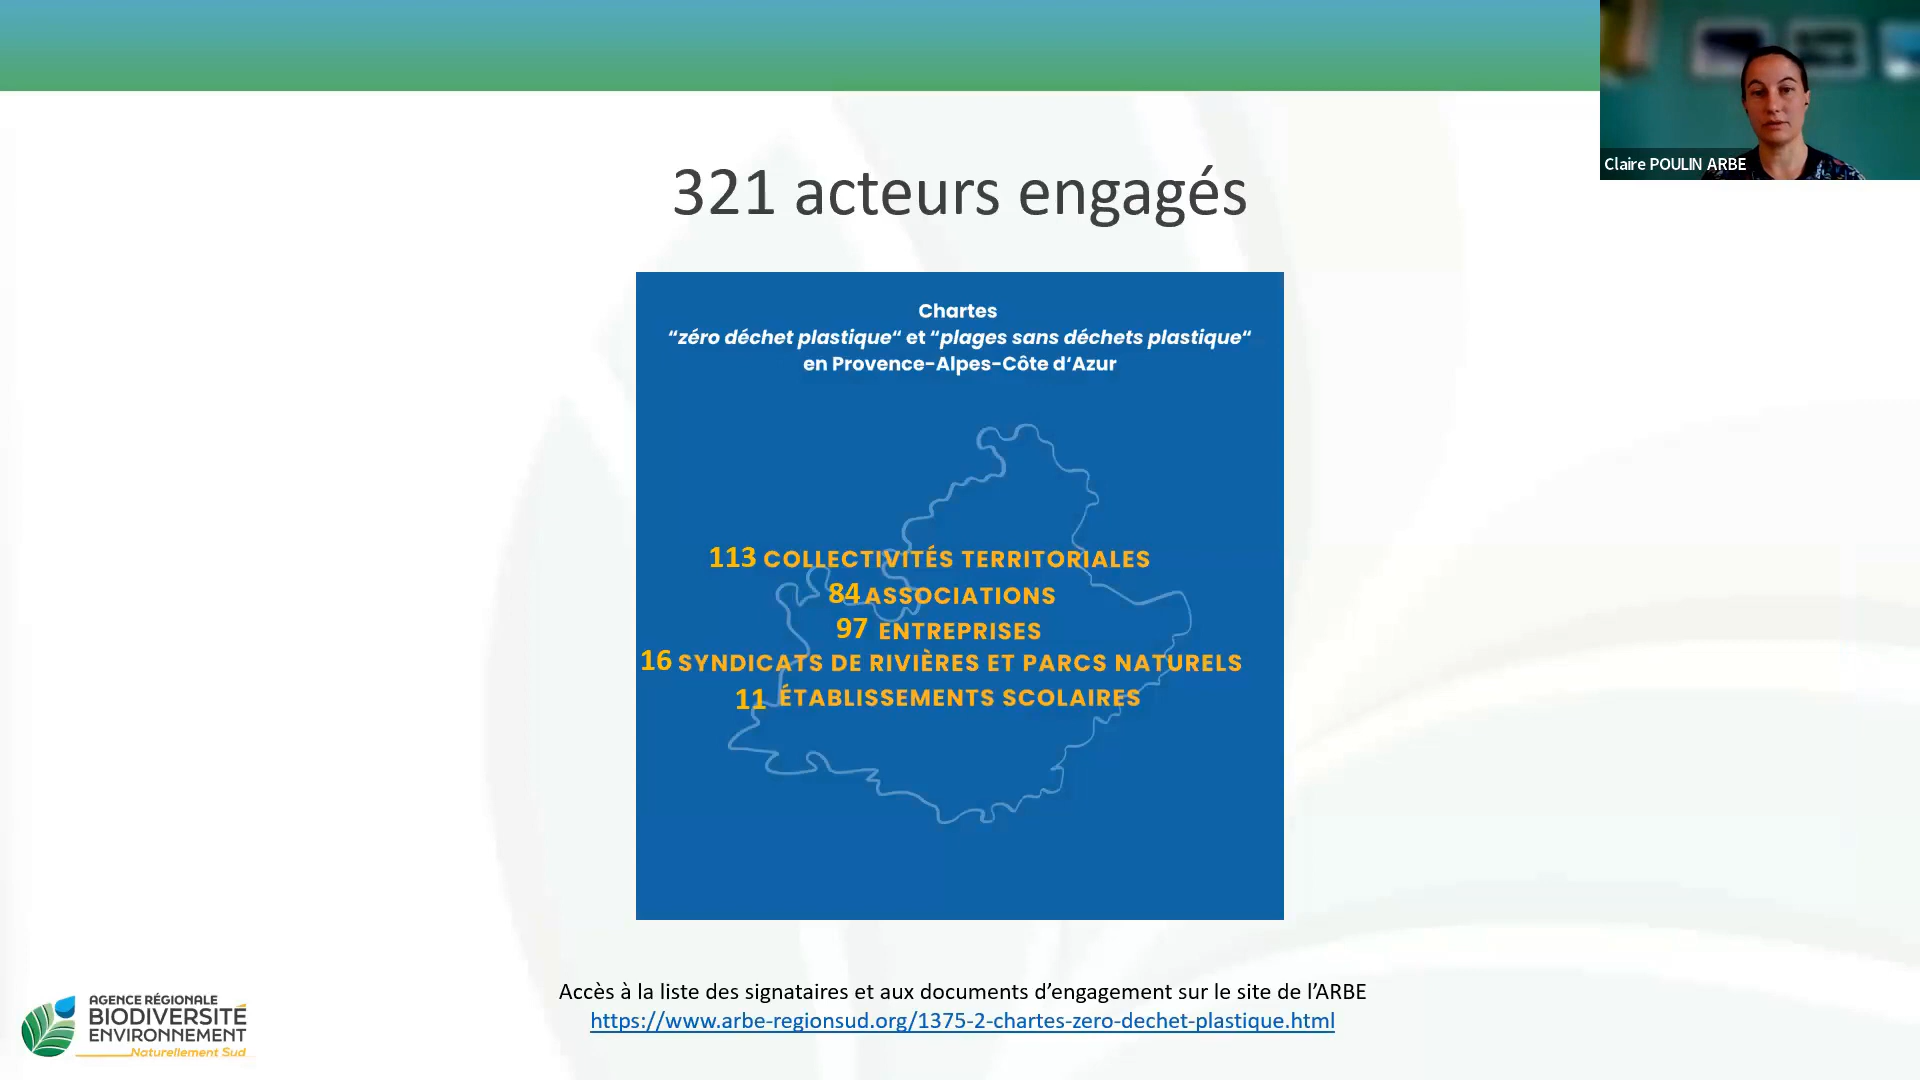 Claire POULIN ARBE
321 acteurs engagés
Chartes
“zéro déchet plastique“ et “plages sans déchets plastique“
en Provence-Alpes-Côte d‘Azur
113 COLLECTIVITÉS TERRITORIALES
84 ASSOCIATIONS
97 ENTREPRISES
16 SYNDICATS DE RIVIÈRES ET PARCS NATURELS
11 ÉTABLISSEMENTS SCOLAIRES
Accès à la liste des signataires et aux documents d’engagement sur le site de l’ARBE
https://www.arbe-regionsud.org/1375-2-chartes-zero-dechet-plastique.html
AGENCE RÉGIONALE
BIODIVERSITÉ
ENVIRONNEMENT
Naturellement Sud